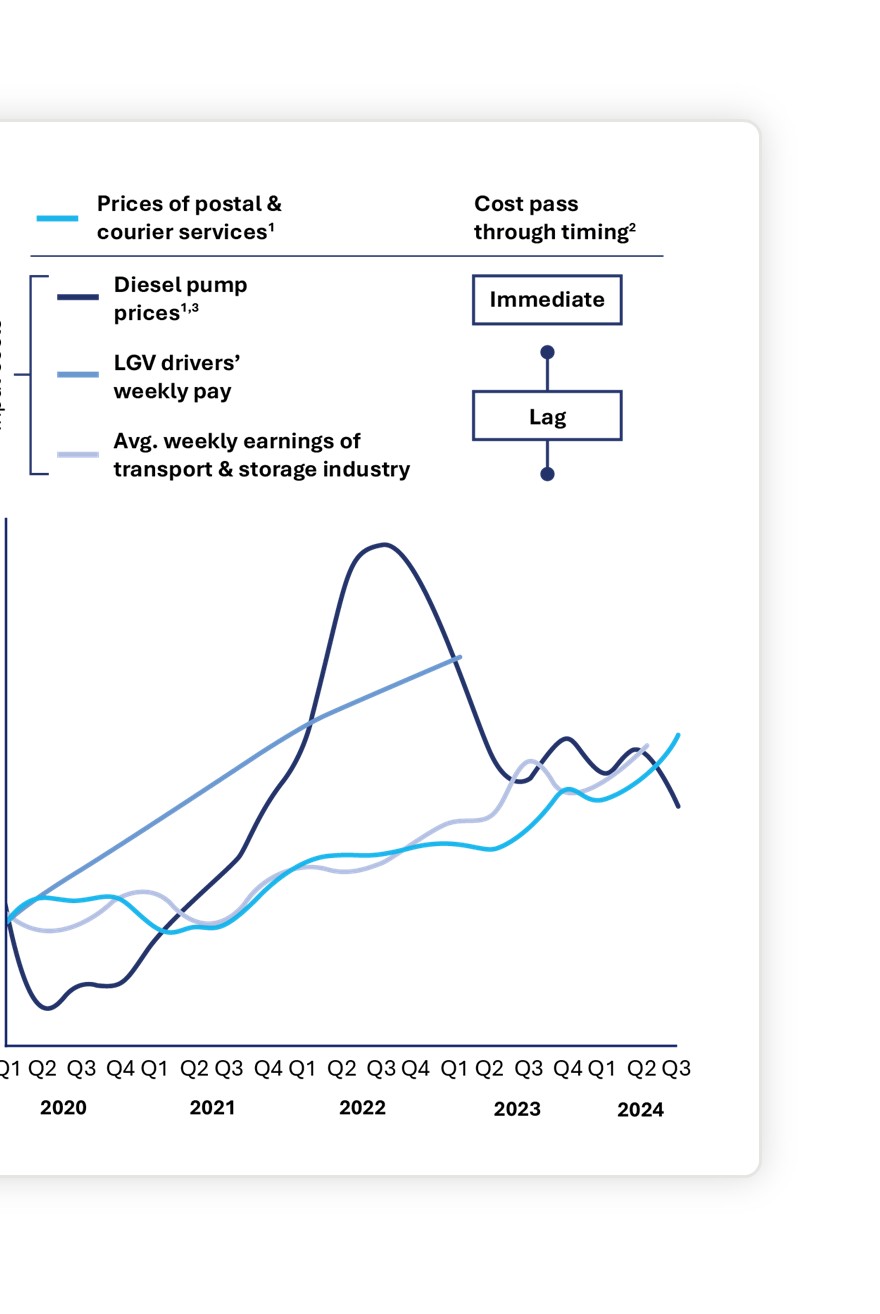 Prices of postal &
courier services¹
Cost pass
through timing²
Diesel pump
prices¹,³
Immediate
LGV drivers’
weekly pay
Lag
Avg. weekly earnings of
transport & storage industry
Q1 Q2 Q3 Q4 Q1 Q2 Q3 Q4 Q1 Q2 Q3 Q4 Q1 Q2 Q3 Q4 Q1 Q2 Q3
2020 2021 2022 2023 2024